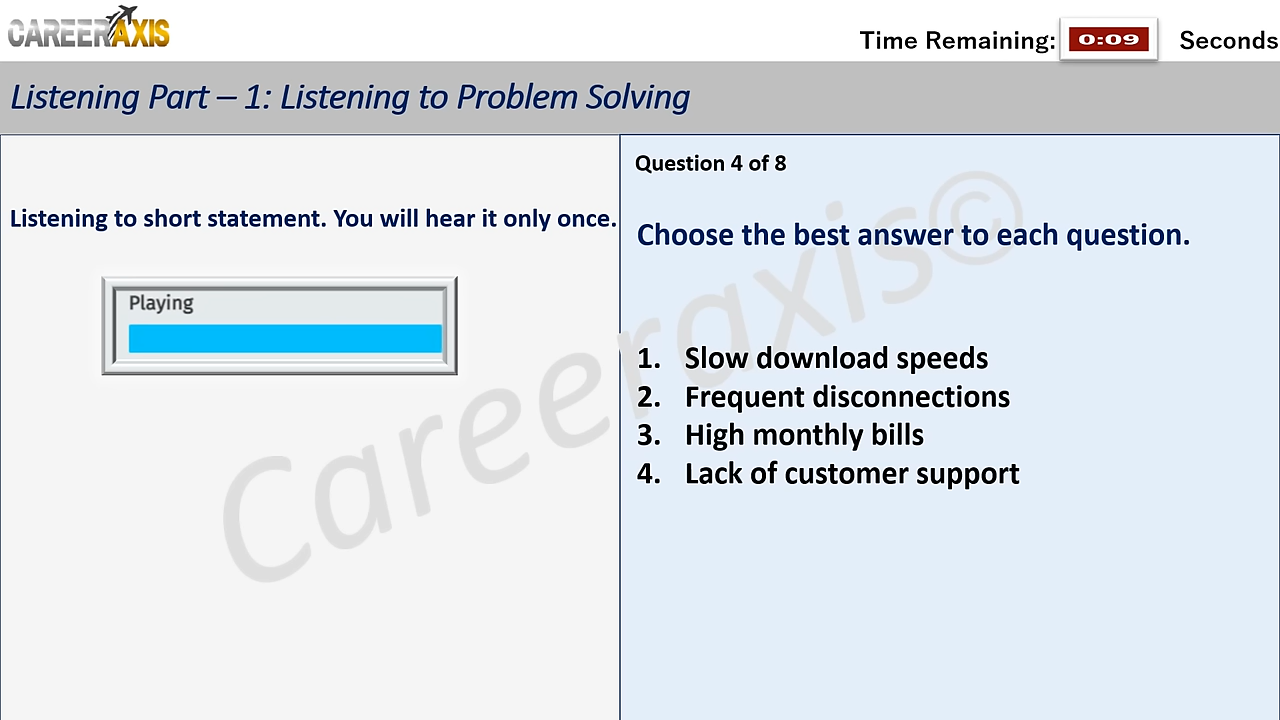 CAREERAXIS
Time Remaining: 0:09 Seconds
Listening Part – 1: Listening to Problem Solving
Listening to short statement. You will hear it only once.
Playing
Question 4 of 8
Choose the best answer to each question.
1. Slow download speeds
2. Frequent disconnections
3. High monthly bills
4. Lack of customer support
Careeraxis©